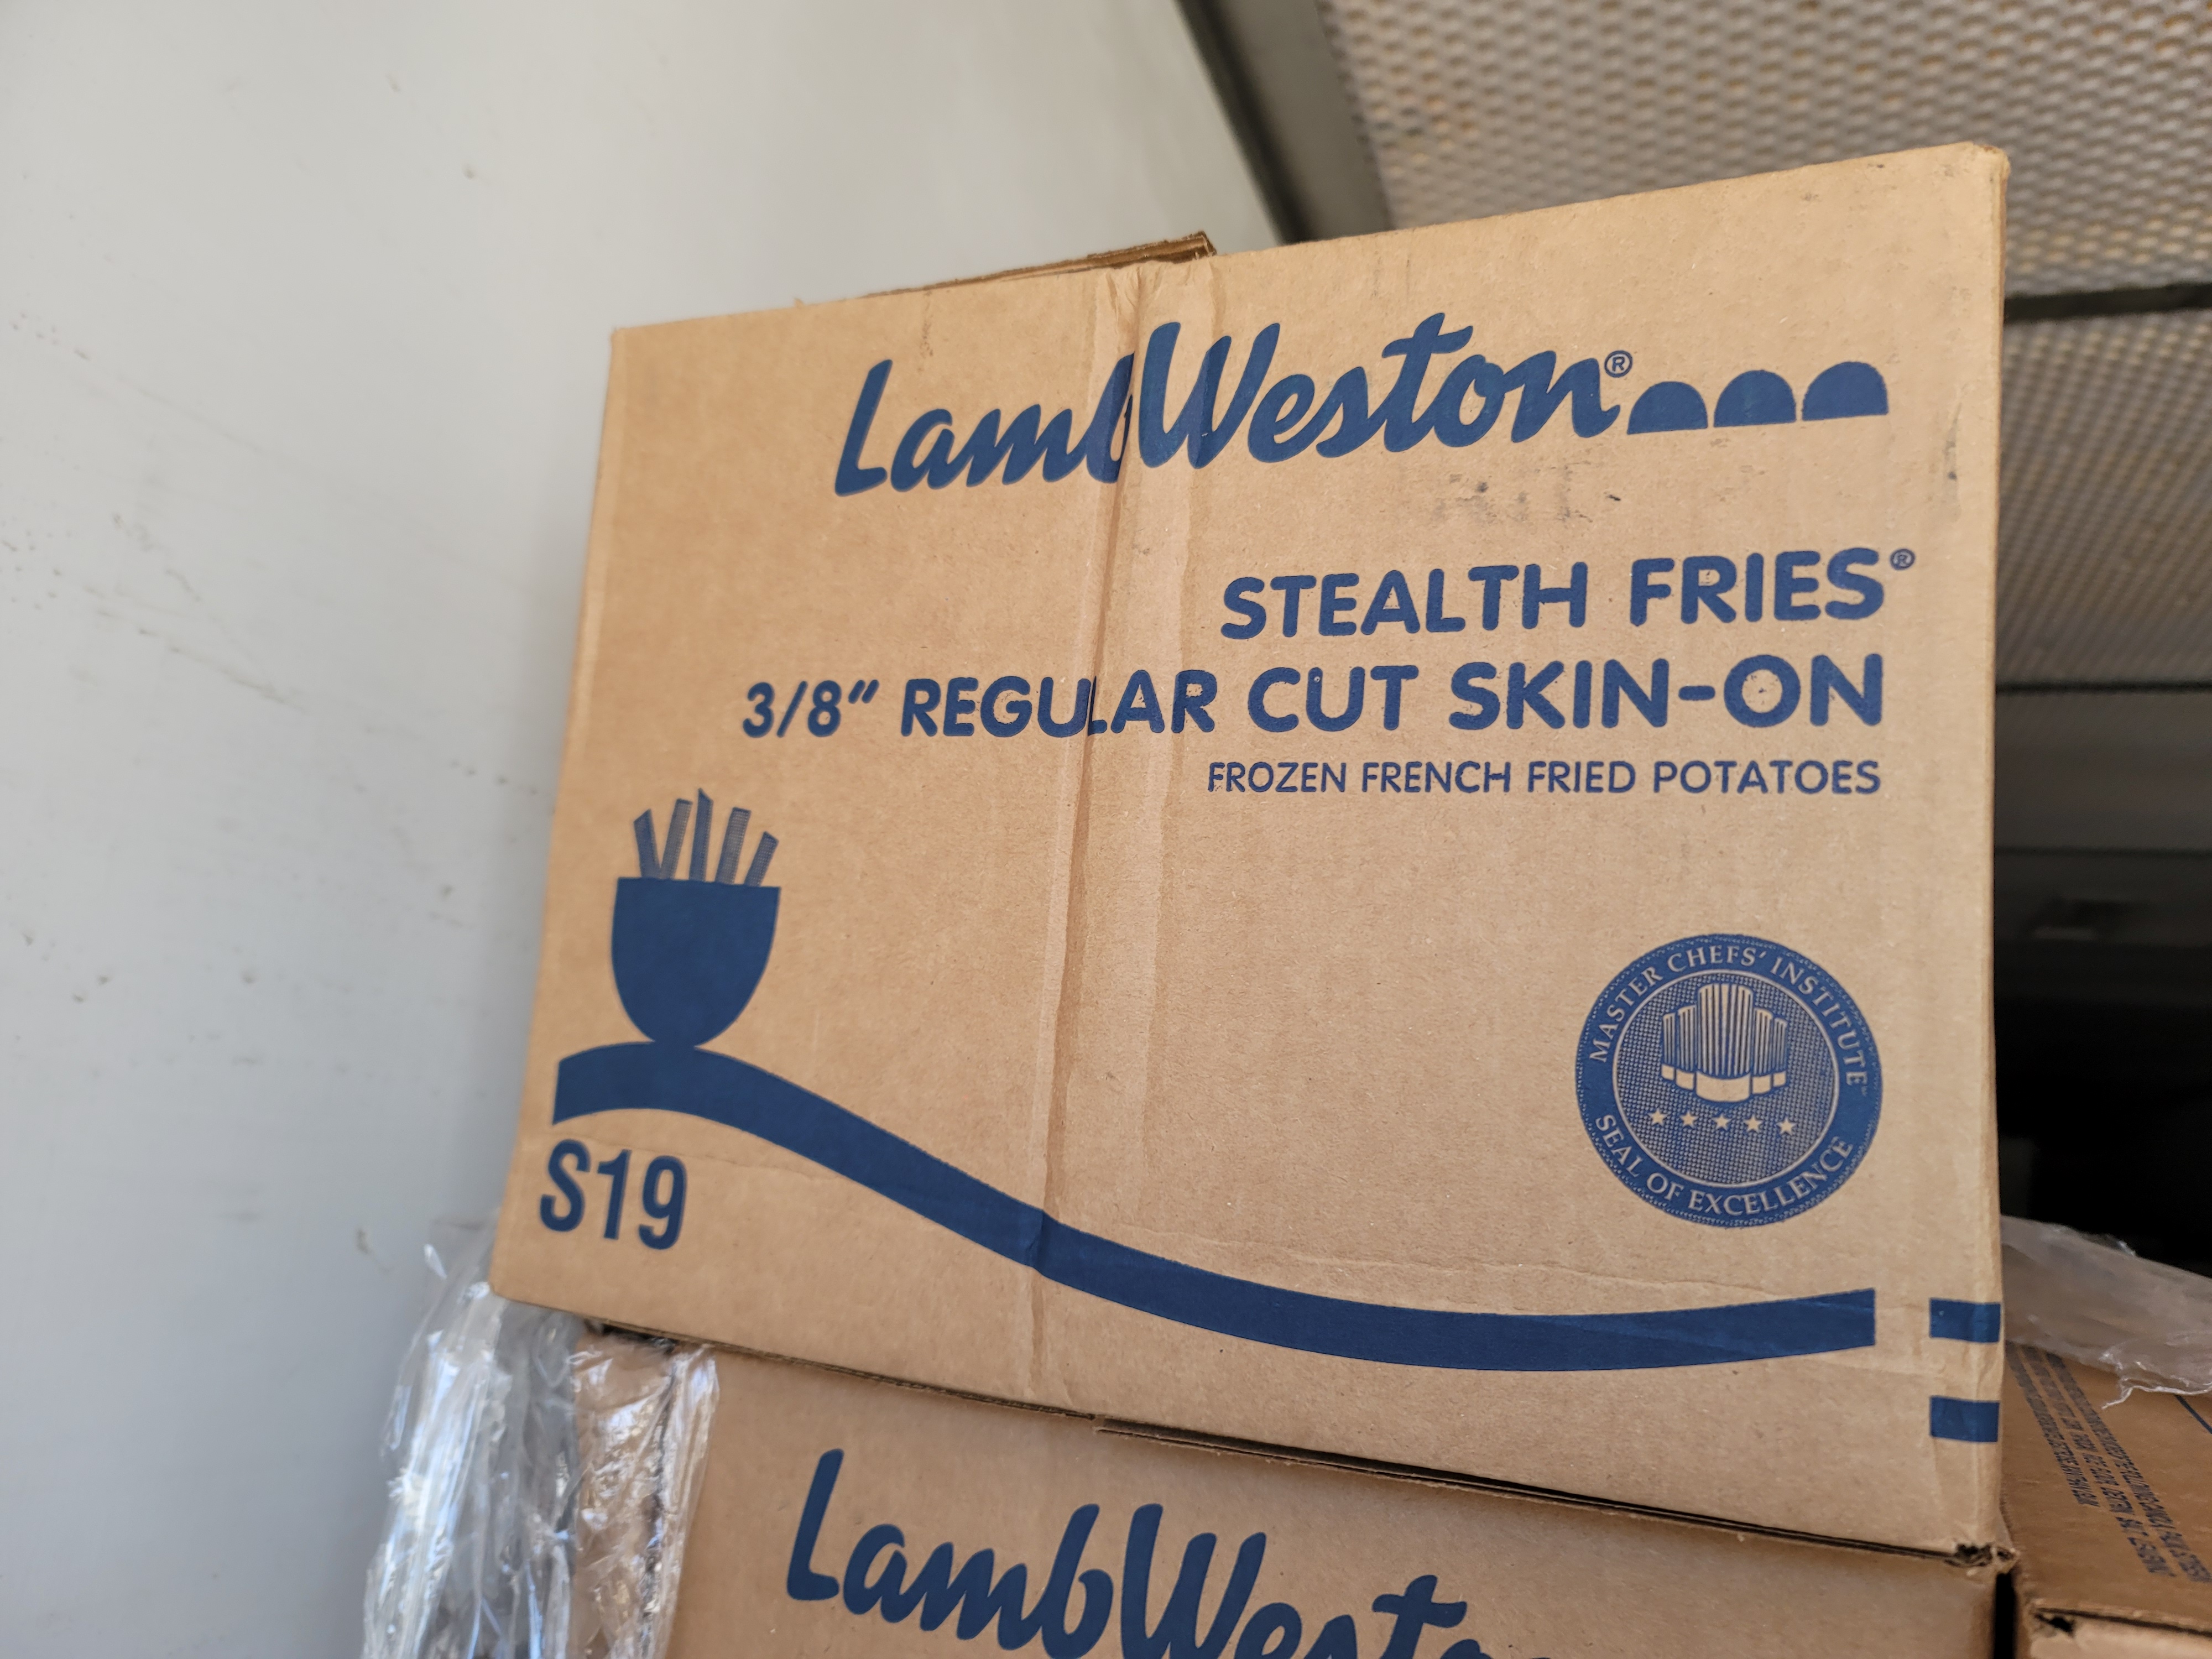 LambWeston®
STEALTH FRIES®
3/8" REGULAR CUT SKIN-ON
FROZEN FRENCH FRIED POTATOES
MASTER CHEFS' INSTITUTE
SEAL OF EXCELLENCE
S19
LambWeston